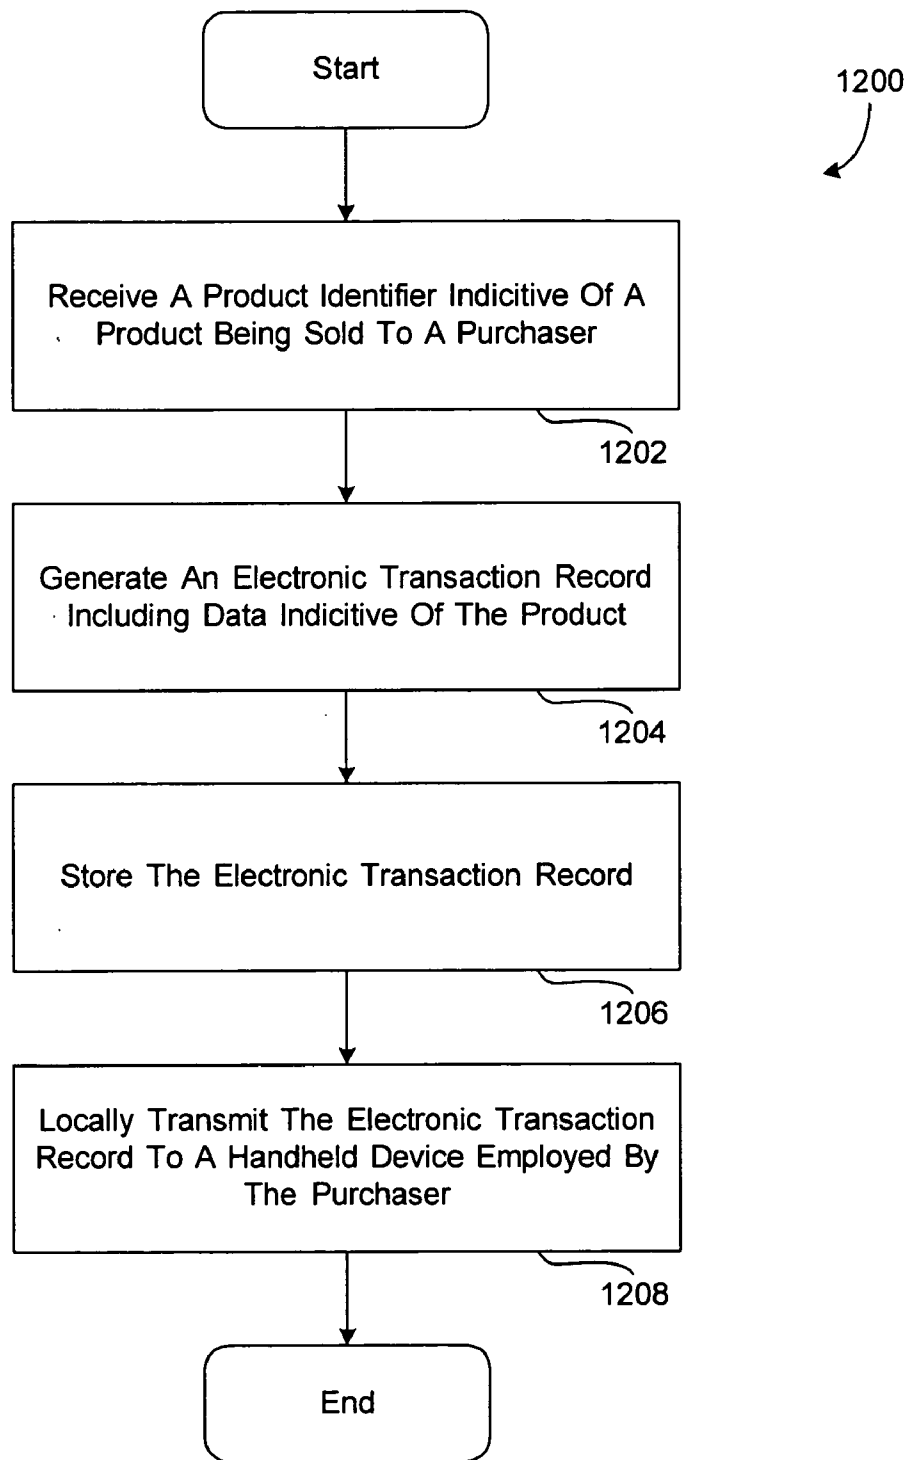 Start
1200
Receive A Product Identifier Indicitive Of A
Product Being Sold To A Purchaser
1202
Generate An Electronic Transaction Record
Including Data Indicitive Of The Product
1204
Store The Electronic Transaction Record
1206
Locally Transmit The Electronic Transaction
Record To A Handheld Device Employed By
The Purchaser
1208
End